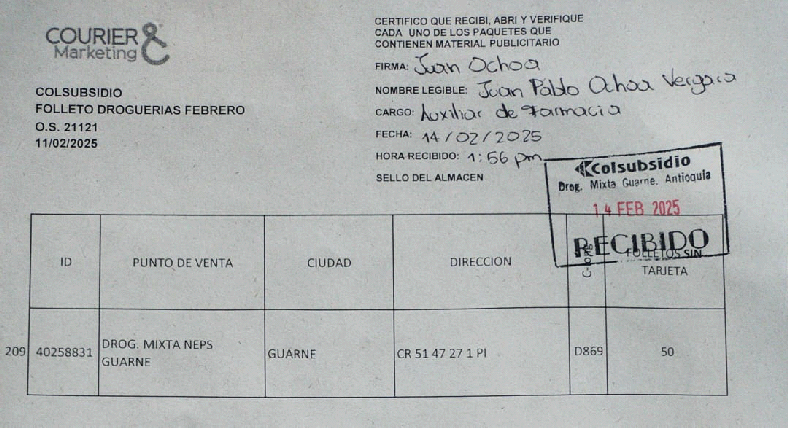 COURIER &
Marketing
COLSUBSIDIO
FOLLETO DROGUERIAS FEBRERO
O.S. 21121
11/02/2025
CERTIFICO QUE RECIBI, ABRI Y VERIFIQUE
CADA UNO DE LOS PAQUETES QUE
CONTIENEN MATERIAL PUBLICITARIO
FIRMA: Juan Ochoa
NOMBRE LEGIBLE: Juan Pablo Ochoa Vergara
CARGO: Auxiliar de Farmacia
FECHA: 14/02/2025
HORA RECIBIDO: 1:56 pm
SELLO DEL ALMACEN
Colsubsidio
Drog. Mixta Guarne. Antioquia
14 FEB 2025
RECIBIDO
ID PUNTO DE VENTA CIUDAD DIRECCION FOLLETOS SIN
TARJETA
209 40258831 DROG. MIXTA NEPS GUARNE CR 51 47 27 1 PI D869 50
GUARNE